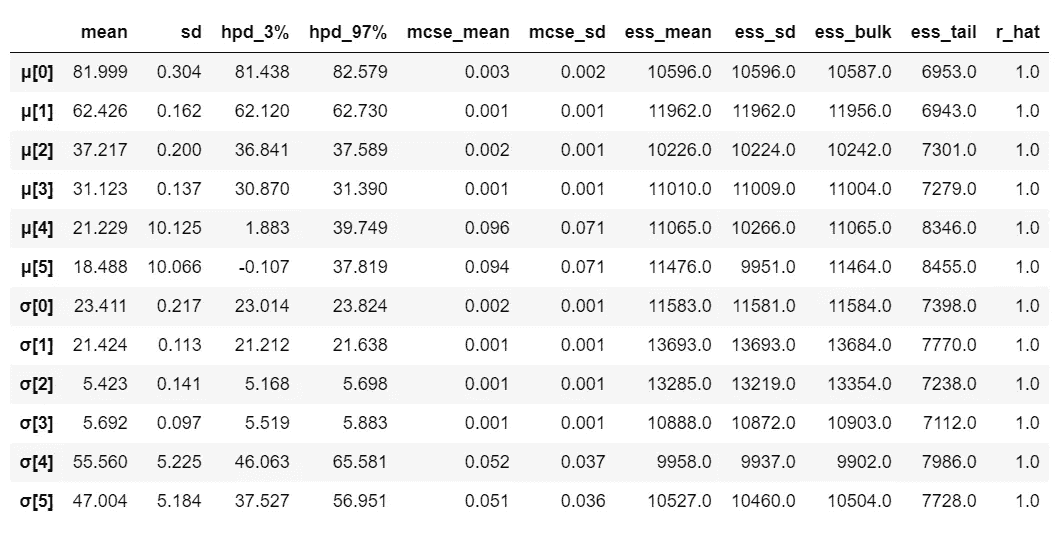 mean sd hpd_3% hpd_97% mcse_mean mcse_sd ess_mean ess_sd ess_bulk ess_tail r_hat
μ[0] 81.999 0.304 81.438 82.579 0.003 0.002 10596.0 10596.0 10587.0 6953.0 1.0
μ[1] 62.426 0.162 62.120 62.730 0.001 0.001 11962.0 11962.0 11956.0 6943.0 1.0
μ[2] 37.217 0.200 36.841 37.589 0.002 0.001 10226.0 10224.0 10242.0 7301.0 1.0
μ[3] 31.123 0.137 30.870 31.390 0.001 0.001 11010.0 11009.0 11004.0 7279.0 1.0
μ[4] 21.229 10.125 1.883 39.749 0.096 0.071 11065.0 10266.0 11065.0 8346.0 1.0
μ[5] 18.488 10.066 -0.107 37.819 0.094 0.071 11476.0 9951.0 11464.0 8455.0 1.0
σ[0] 23.411 0.217 23.014 23.824 0.002 0.001 11583.0 11581.0 11584.0 7398.0 1.0
σ[1] 21.424 0.113 21.212 21.638 0.001 0.001 13693.0 13693.0 13684.0 7770.0 1.0
σ[2] 5.423 0.141 5.168 5.698 0.001 0.001 13285.0 13219.0 13354.0 7238.0 1.0
σ[3] 5.692 0.097 5.519 5.883 0.001 0.001 10888.0 10872.0 10903.0 7112.0 1.0
σ[4] 55.560 5.225 46.063 65.581 0.052 0.037 9958.0 9937.0 9902.0 7986.0 1.0
σ[5] 47.004 5.184 37.527 56.951 0.051 0.036 10527.0 10460.0 10504.0 7728.0 1.0